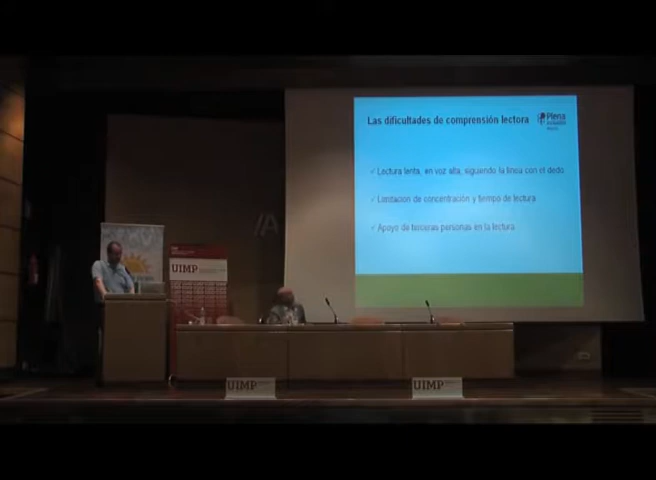 Las dificultades de comprensión lectora
Plena
inclusión
✓ Lectura lenta, en voz alta, siguiendo la línea con el dedo
✓ Limitación de concentración y tiempo de lectura
✓ Apoyo de terceras personas en la lectura
UIMP
UIMP
UIMP